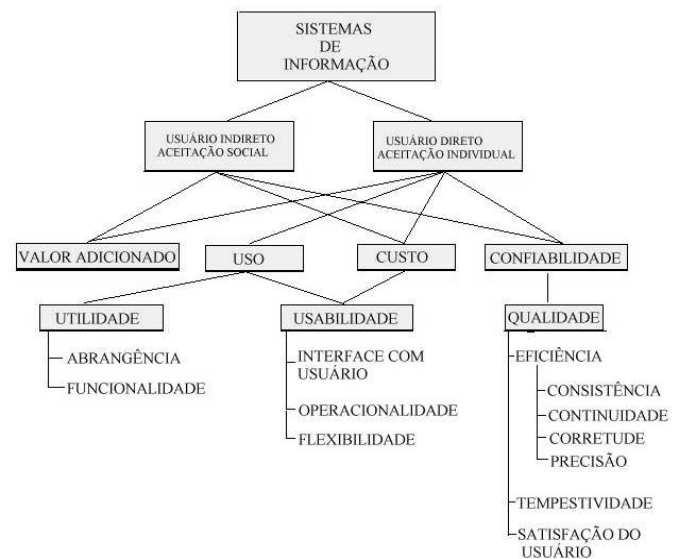 SISTEMAS
DE
INFORMAÇÃO
USUÁRIO INDIRETO
ACEITAÇÃO SOCIAL
USUÁRIO DIRETO
ACEITAÇÃO INDIVIDUAL
VALOR ADICIONADO
USO
CUSTO
CONFIABILIDADE
UTILIDADE
USABILIDADE
QUALIDADE
ABRANGÊNCIA
FUNCIONALIDADE
INTERFACE COM
USUÁRIO
OPERACIONALIDADE
FLEXIBILIDADE
EFICIÊNCIA
CONSISTÊNCIA
CONTINUIDADE
CORRETUDE
PRECISÃO
TEMPESTIVIDADE
SATISFAÇÃO DO
USUÁRIO